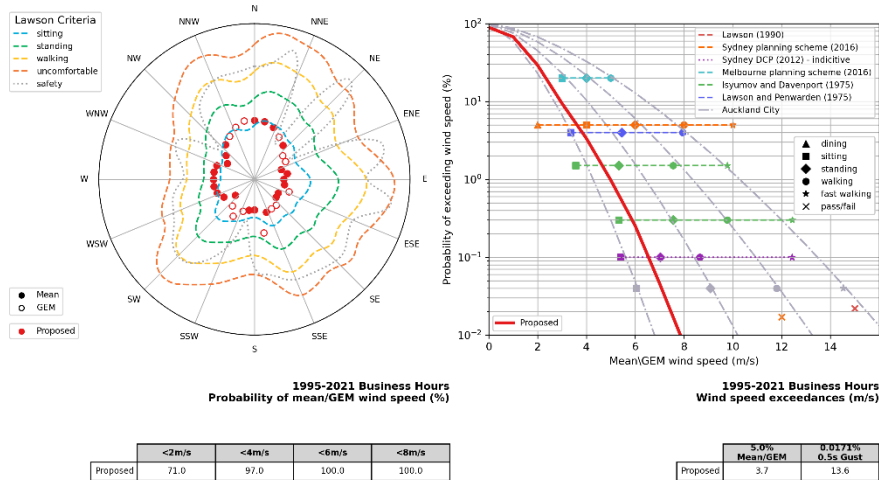 Lawson Criteria
sitting
standing
walking
uncomfortable
safety
N
NNE
NE
ENE
E
ESE
SE
SSE
S
SSW
SW
WSW
W
WNW
NW
NNW
Mean
GEM
Proposed
1995-2021 Business Hours
Probability of mean/GEM wind speed (%)
<2m/s <4m/s <6m/s <8m/s
Proposed 71.0 97.0 100.0 100.0
Probability of exceeding wind speed (%)
10²
10¹
10⁰
10⁻¹
10⁻²
0 2 4 6 8 10 12 14
Mean\GEM wind speed (m/s)
Lawson (1990)
Sydney planning scheme (2016)
Sydney DCP (2012) - indicitive
Melbourne planning scheme (2016)
Isyumov and Davenport (1975)
Lawson and Penwarden (1975)
Auckland City
dining
sitting
standing
walking
fast walking
pass/fail
Proposed
1995-2021 Business Hours
Wind speed exceedances (m/s)
5.0% 0.0171%
Mean/GEM 0.5s Gust
Proposed 3.7 13.6